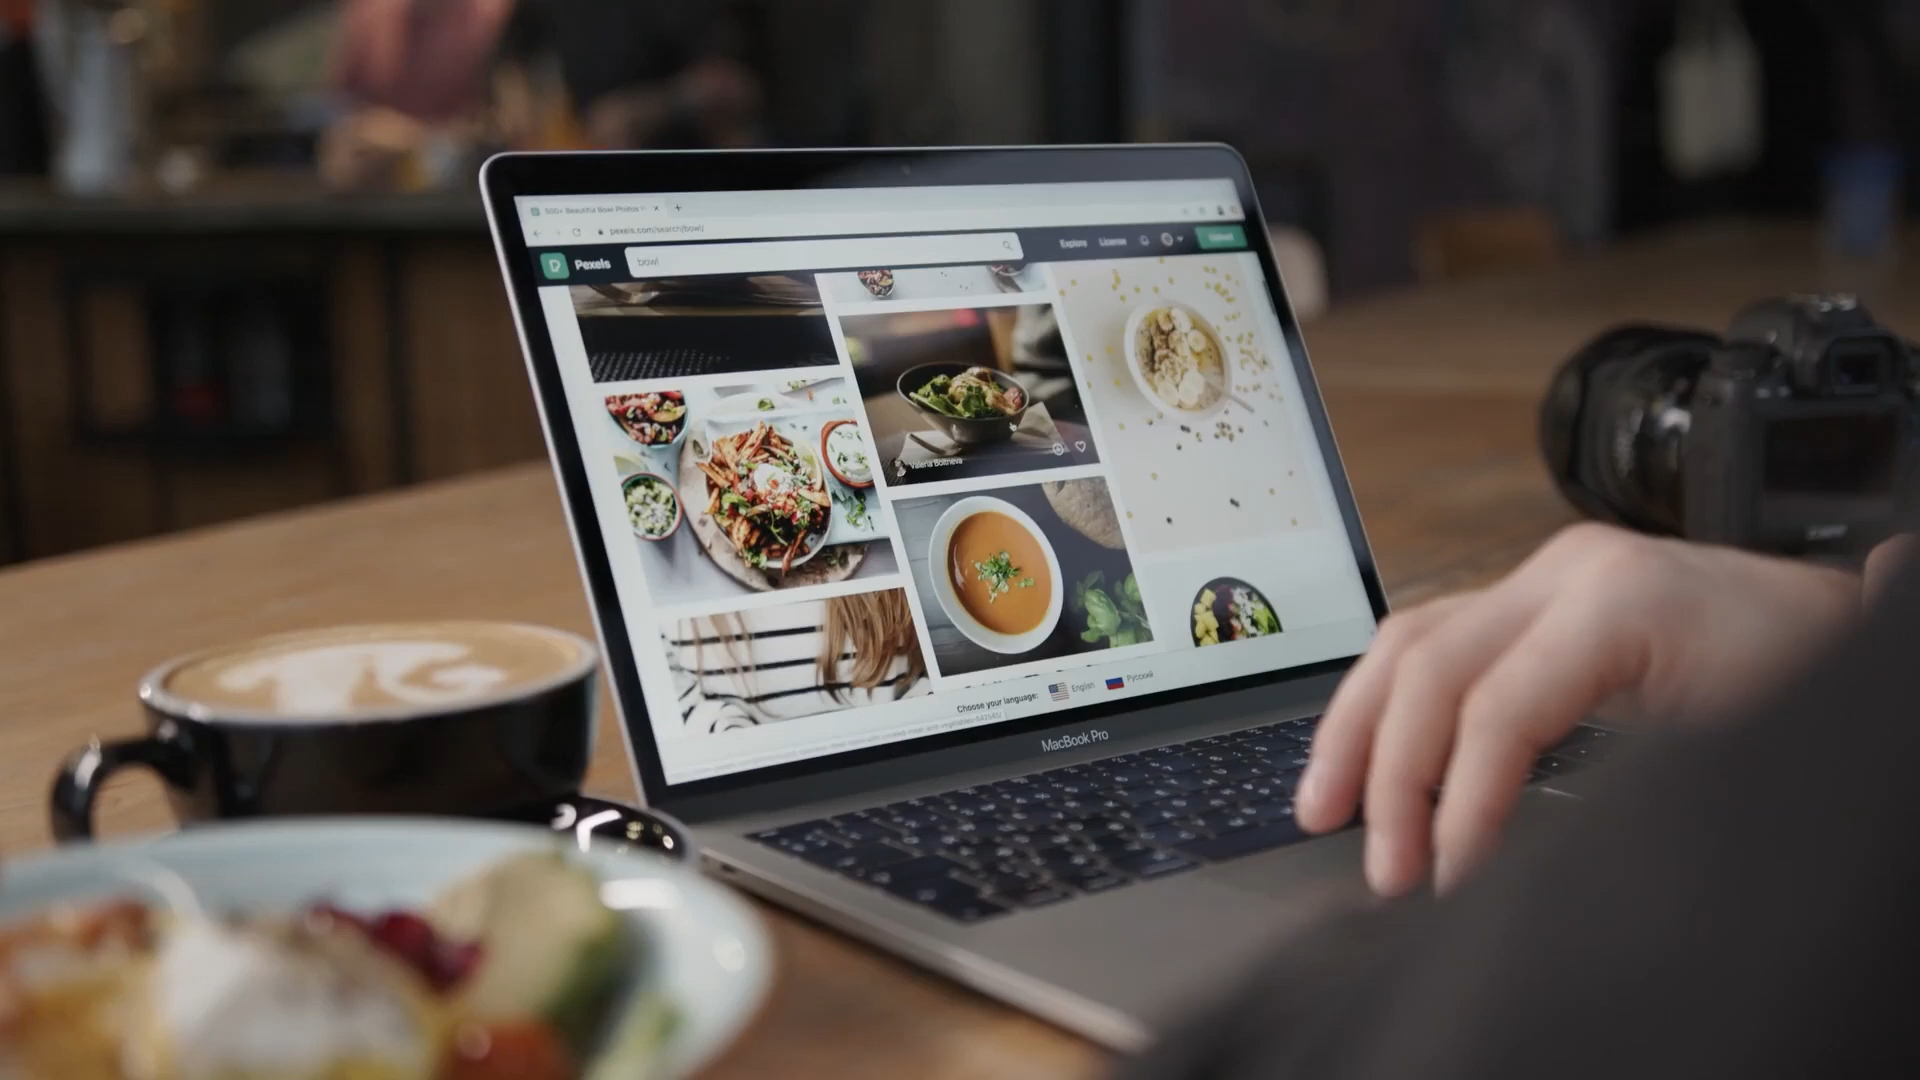 500+ Beautiful Bowl Photos
pexels.com/search/bowl/
Pexels
bowl
Explore
License
Upload
Valeria Boltneva
Choose your language:
English
Русский
MacBook Pro